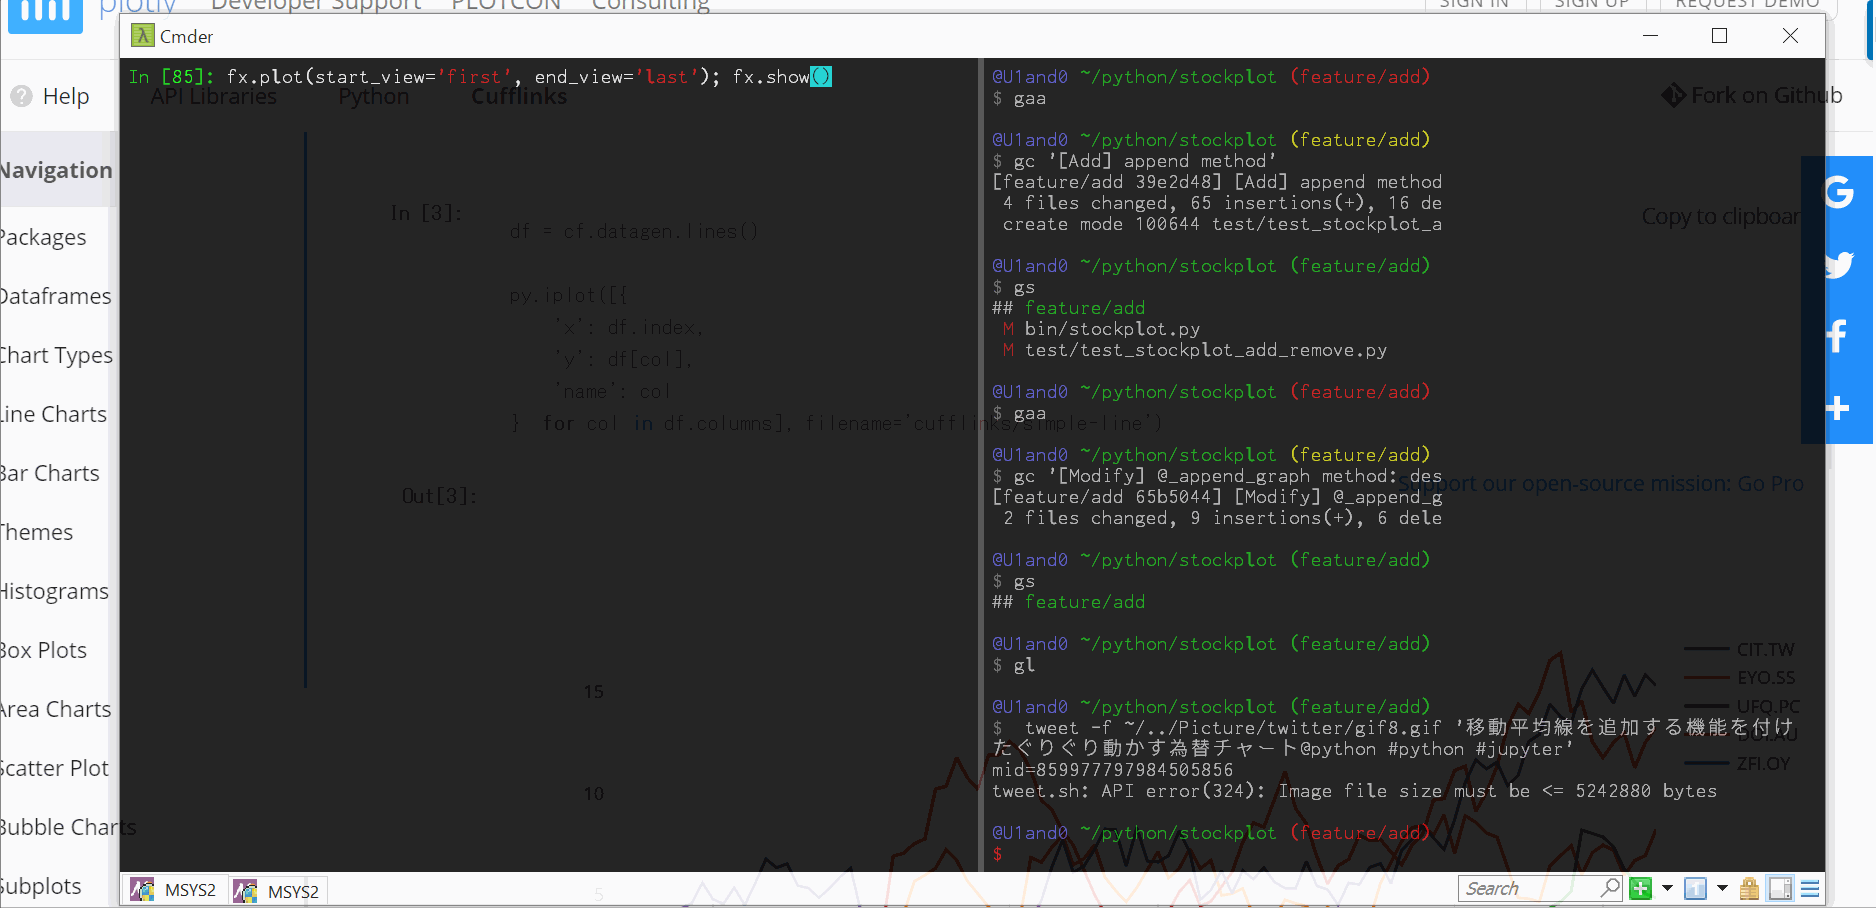 plotly Developer Support PLOTCON Consulting SIGN IN SIGN UP REQUEST DEMO
Cmder
Help
API Libraries Python Cufflinks
Fork on Github
Navigation
Packages
Dataframes
Chart Types
Line Charts
Bar Charts
Themes
Histograms
Box Plots
Area Charts
Scatter Plot
Bubble Charts
Subplots
In [85]: fx.plot(start_view='first', end_view='last'); fx.show()
In [3]:
df = cf.datagen.lines()
py.iplot([{
'x': df.index,
'y': df[col],
'name': col
} for col in df.columns], filename='cufflinks/simple-line')
Out[3]:
15
10
5
@U1and0 ~/python/stockplot (feature/add)
$ gaa
@U1and0 ~/python/stockplot (feature/add)
$ gc '[Add] append method'
[feature/add 39e2d48] [Add] append method
4 files changed, 65 insertions(+), 16 de
create mode 100644 test/test_stockplot_a
@U1and0 ~/python/stockplot (feature/add)
$ gs
## feature/add
M bin/stockplot.py
M test/test_stockplot_add_remove.py
@U1and0 ~/python/stockplot (feature/add)
$ gaa
@U1and0 ~/python/stockplot (feature/add)
$ gc '[Modify] @_append_graph method: des
[feature/add 65b5044] [Modify] @_append_g
2 files changed, 9 insertions(+), 6 dele
@U1and0 ~/python/stockplot (feature/add)
$ gs
## feature/add
@U1and0 ~/python/stockplot (feature/add)
$ gl
@U1and0 ~/python/stockplot (feature/add)
$ tweet -f ~/../Picture/twitter/gif8.gif '移動平均線を追加する機能を付け
たぐりぐり動かす為替チャート@python #python #jupyter'
mid=859977797984505856
tweet.sh: API error(324): Image file size must be <= 5242880 bytes
@U1and0 ~/python/stockplot (feature/add)
$
Copy to clipboar
Support our open-source mission: Go Pro
CIT.TW
EYO.SS
UFQ.PC
ZFI.OY
MSYS2
MSYS2
Search